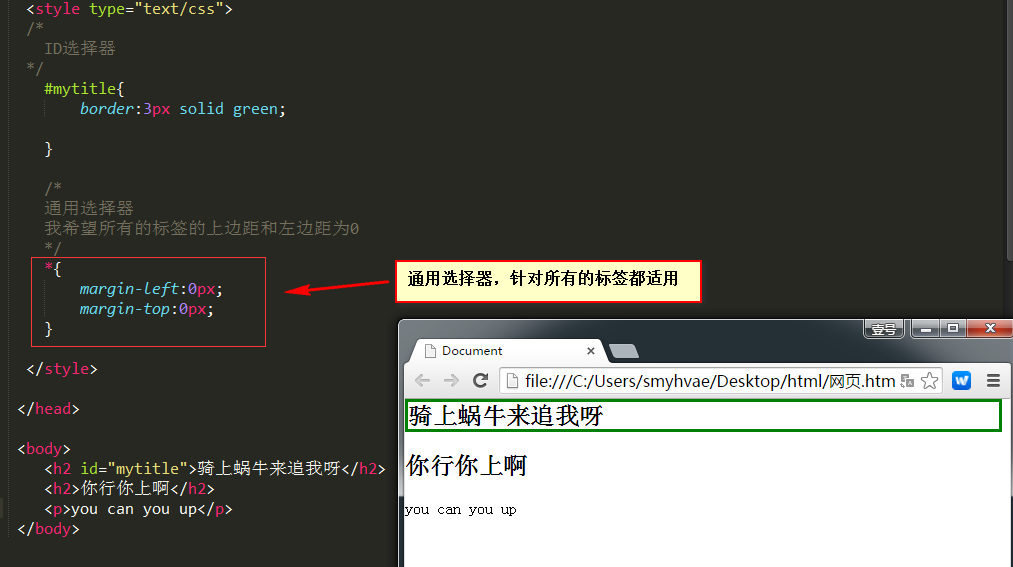 <style type="text/css">
/*
ID选择器
*/
#mytitle{
border:3px solid green;
}
/*
通用选择器
我希望所有的标签的上边距和左边距为0
*/
*{
margin-left:0px;
margin-top:0px;
}
</style>
</head>
<body>
<h2 id="mytitle">骑上蜗牛来追我呀</h2>
<h2>你行你上啊</h2>
<p>you can you up</p>
</body>
通用选择器，针对所有的标签都适用
壹号
Document
file:///C:/Users/smyhvae/Desktop/html/网页.htm
骑上蜗牛来追我呀
你行你上啊
you can you up